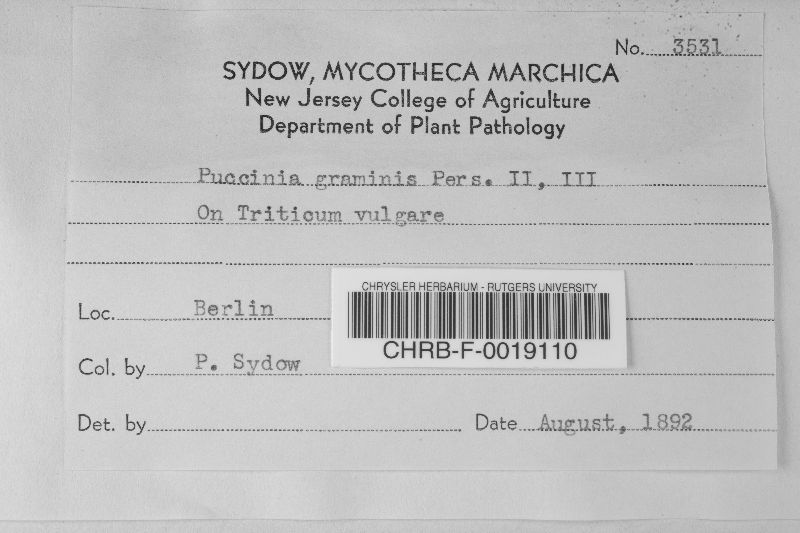 No. 3531
SYDOW, MYCOTHECA MARCHICA
New Jersey College of Agriculture
Department of Plant Pathology
Puccinia graminis Pers. II, III
On Triticum vulgare
CHRYSLER HERBARIUM - RUTGERS UNIVERSITY
CHRB-F-0019110
Loc. Berlin
Col. by P. Sydow
Det. by
Date August, 1892